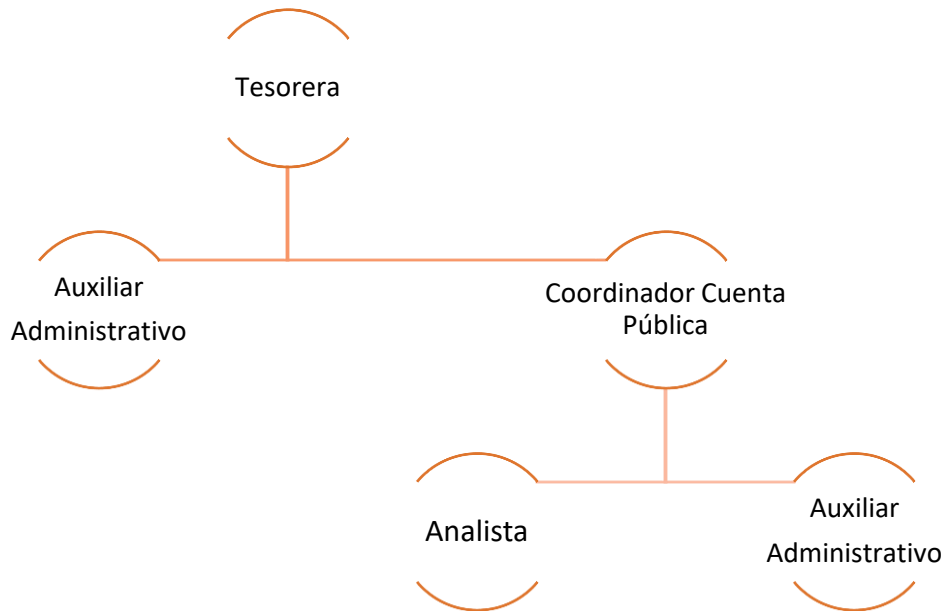 Tesorera
Auxiliar
Administrativo
Coordinador Cuenta
Pública
Analista
Auxiliar
Administrativo